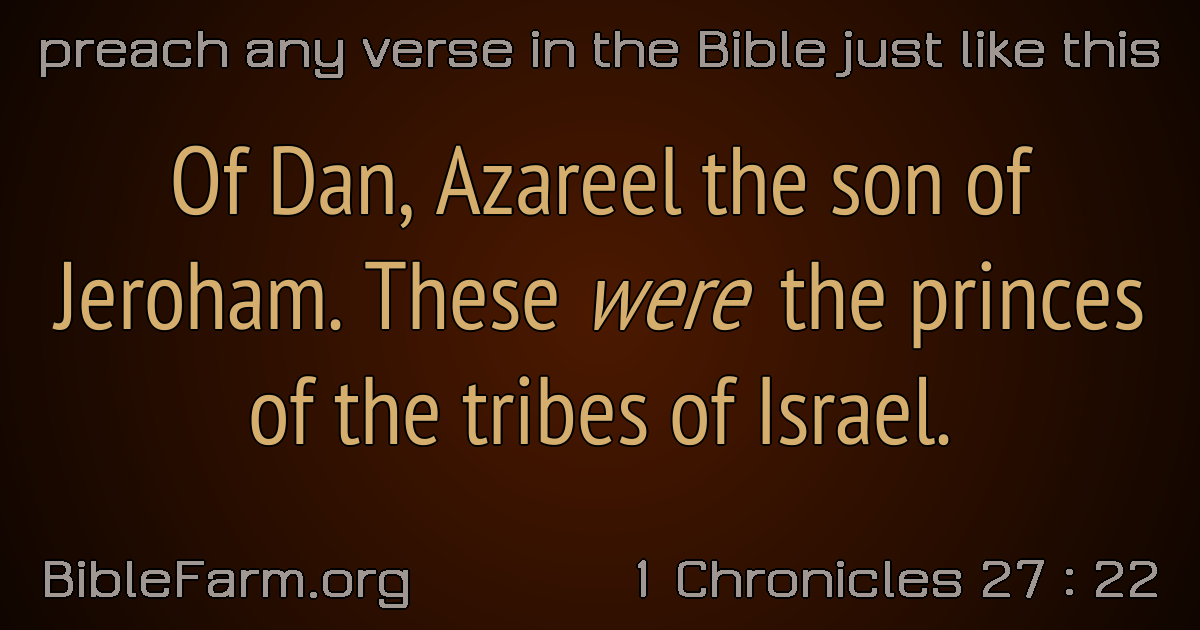 preach any verse in the Bible just like this
Of Dan, Azareel the son of
Jeroham. These were the princes
of the tribes of Israel.
BibleFarm.org
1 Chronicles 27 : 22